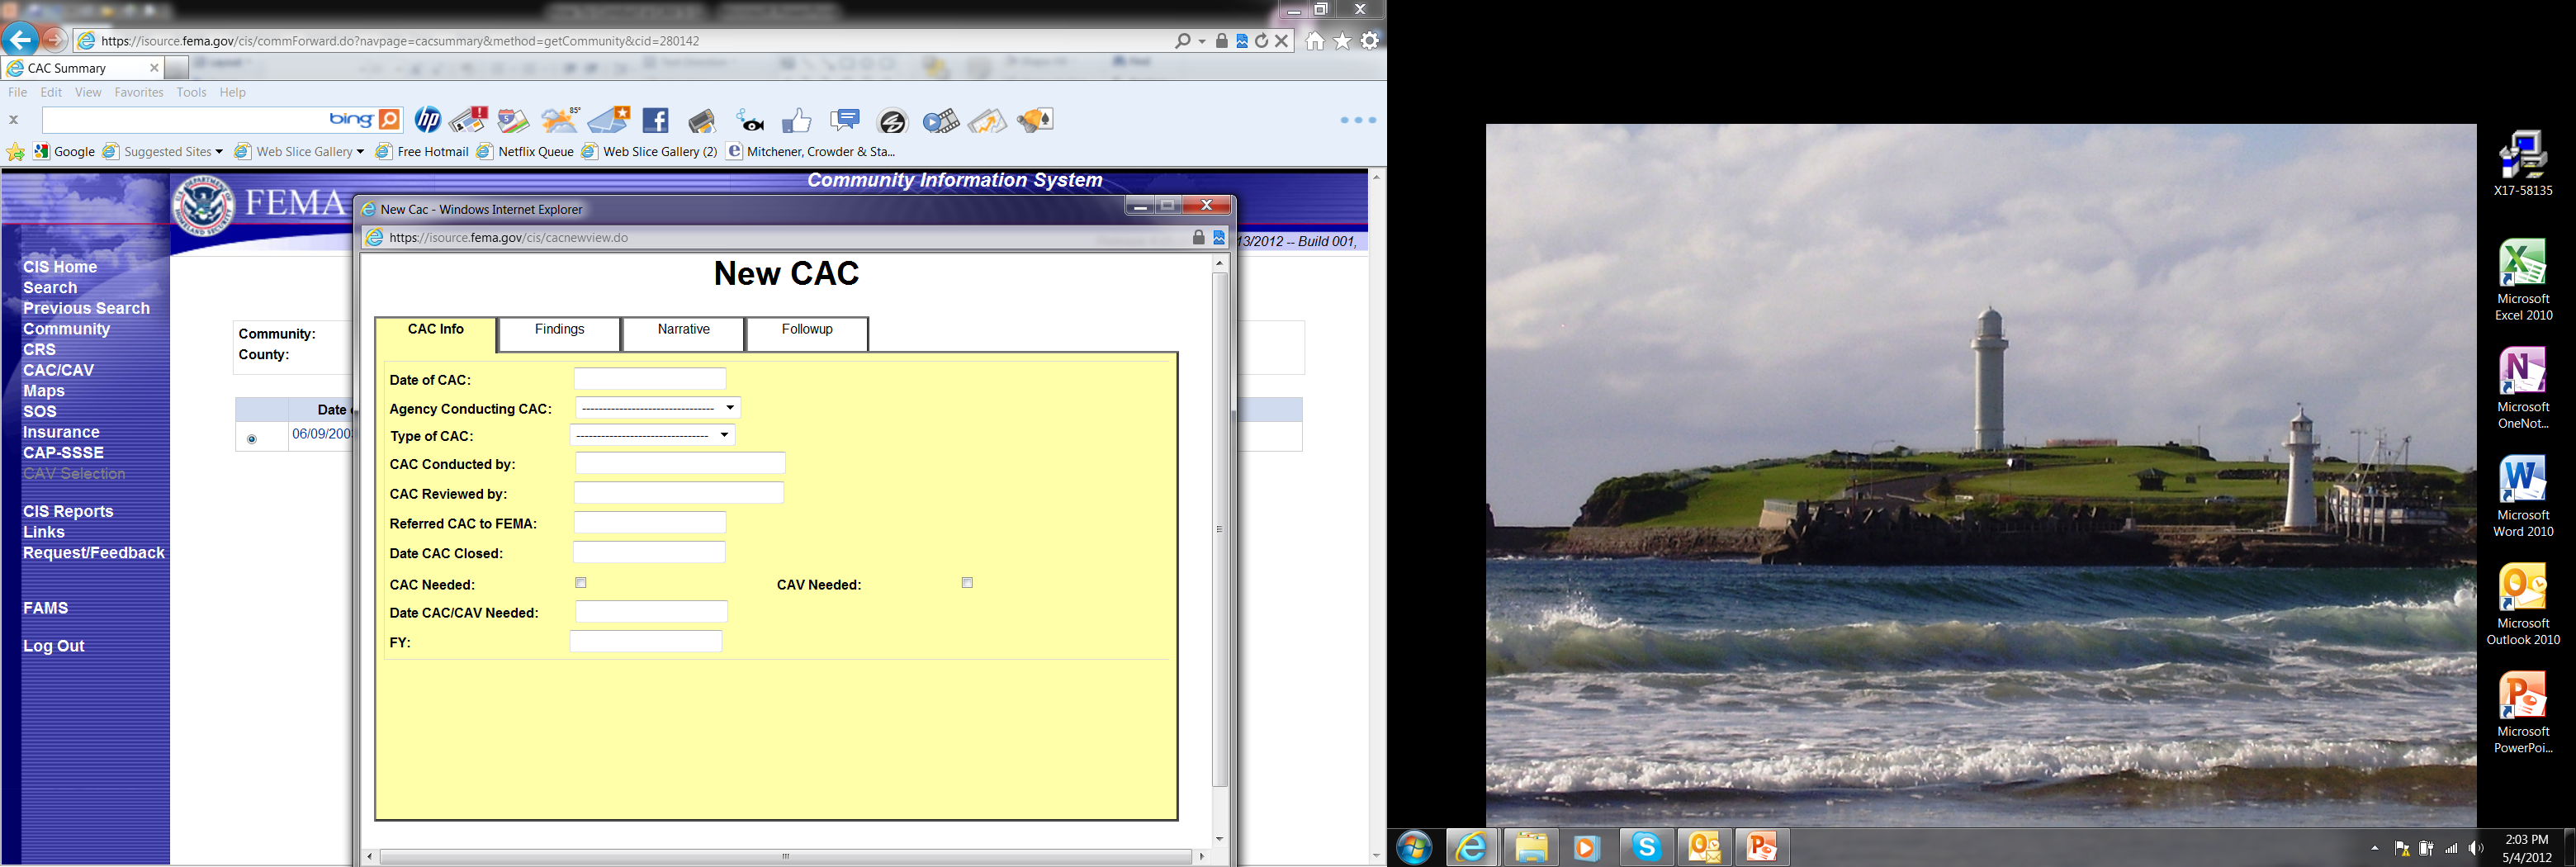 https://isource.fema.gov/cis/commForward.do?navpage=cacsummary&method=getCommunity&cid=280142
CAC Summary
File Edit View Favorites Tools Help
x bing hp 85°
Google Suggested Sites Web Slice Gallery Free Hotmail Netflix Queue Web Slice Gallery (2) Mitchener, Crowder & Sta...
FEMA
Community Information System
13/2012 -- Build 001,
CIS Home
Search
Previous Search
Community
CRS
CAC/CAV
Maps
SOS
Insurance
CAP-SSSE
CAV Selection
CIS Reports
Links
Request/Feedback
FAMS
Log Out
Community:
County:
Date
06/09/200
New Cac - Windows Internet Explorer
https://isource.fema.gov/cis/cacnewview.do
New CAC
CAC Info Findings Narrative Followup
Date of CAC:
Agency Conducting CAC: --------------------------------
Type of CAC: --------------------------------
CAC Conducted by:
CAC Reviewed by:
Referred CAC to FEMA:
Date CAC Closed:
CAC Needed: CAV Needed:
Date CAC/CAV Needed:
FY:
X17-58135
Microsoft
Excel 2010
Microsoft
OneNot...
Microsoft
Word 2010
Microsoft
Outlook 2010
Microsoft
PowerPoi...
2:03 PM
5/4/2012